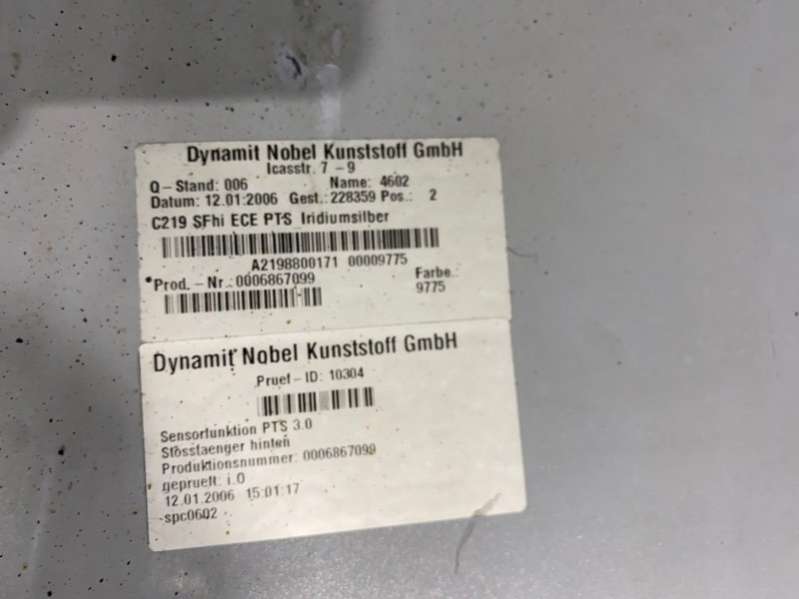 Dynamit Nobel Kunststoff GmbH
Icasstr. 7 - 9
Q - Stand: 006 Name: 4602
Datum: 12.01.2006 Gest.: 228359 Pos.: 2
C219 SFhi ECE PTS Iridiumsilber
A2198800171 00009775
Prod. - Nr.: 0006867099 Farbe.:
9775
Dynamit Nobel Kunststoff GmbH
Pruef - ID: 10304
Sensorfunktion PTS 3.0
Stossfaenger hinten
Produktionsnummer: 0006867099
geprueft: i.O
12.01.2006 15:01:17
spc0602